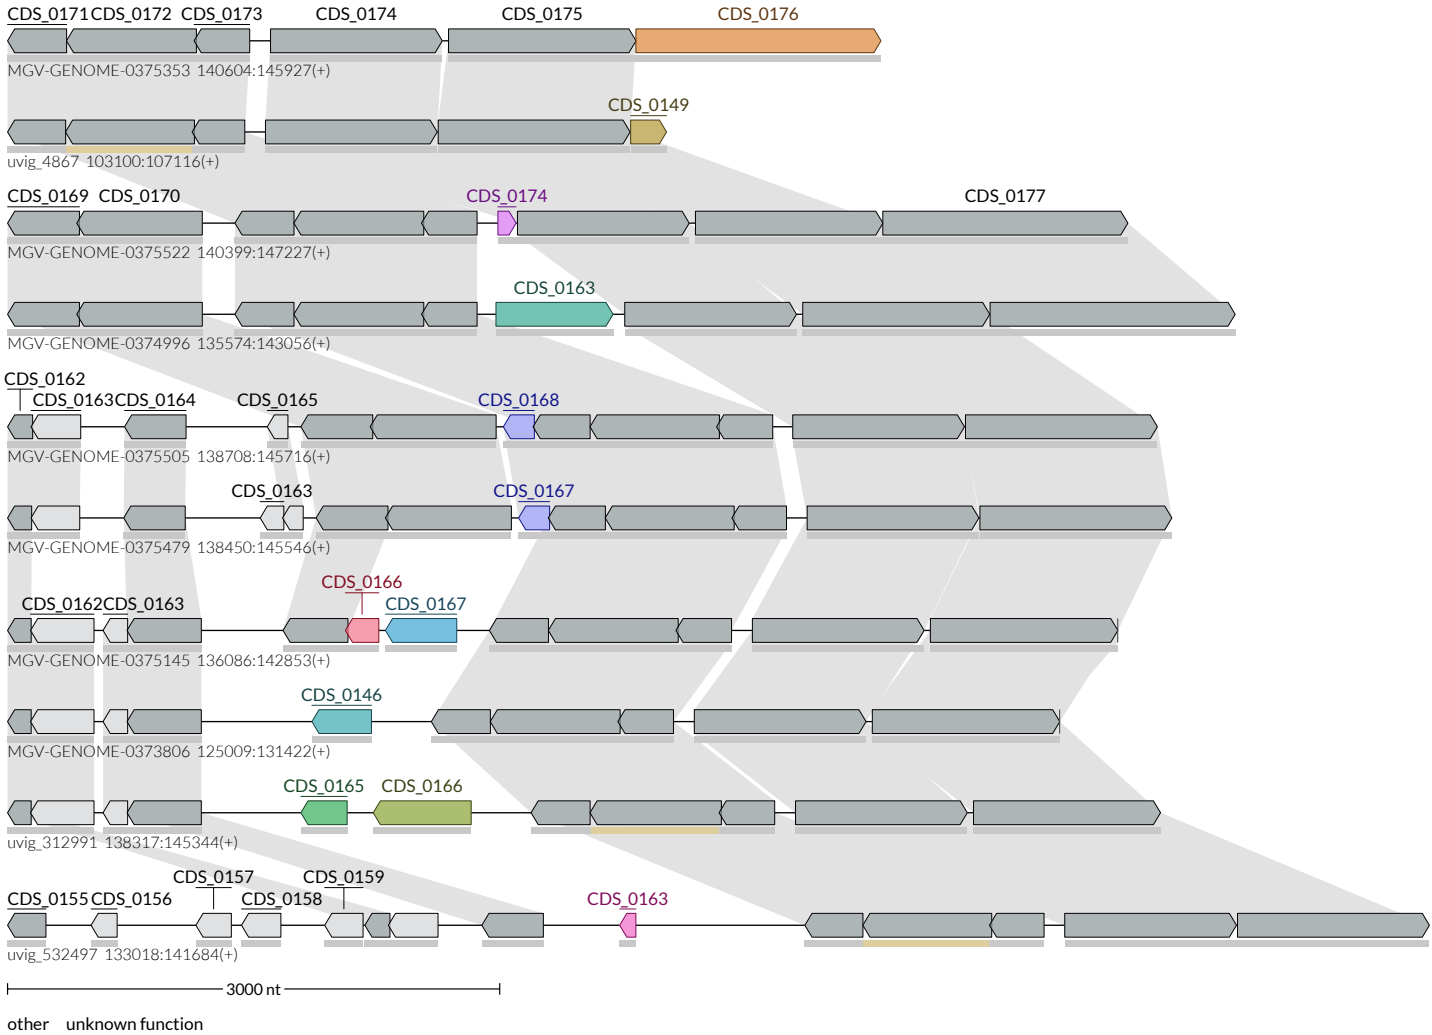 CDS_0171 CDS_0172 CDS_0173 CDS_0174 CDS_0175 CDS_0176
MGV-GENOME-0375353 140604:145927(+)
CDS_0149
uvig_4867 103100:107116(+)
CDS_0169 CDS_0170 CDS_0174 CDS_0177
MGV-GENOME-0375522 140399:147227(+)
CDS_0163
MGV-GENOME-0374996 135574:143056(+)
CDS_0162
CDS_0163 CDS_0164 CDS_0165 CDS_0168
MGV-GENOME-0375505 138708:145716(+)
CDS_0163 CDS_0167
MGV-GENOME-0375479 138450:145546(+)
CDS_0166
CDS_0162 CDS_0163 CDS_0167
MGV-GENOME-0375145 136086:142853(+)
CDS_0146
MGV-GENOME-0373806 125009:131422(+)
CDS_0165 CDS_0166
uvig_312991 138317:145344(+)
CDS_0157 CDS_0159
CDS_0155 CDS_0156 CDS_0158 CDS_0163
uvig_532497 133018:141684(+)
3000 nt
other unknown function